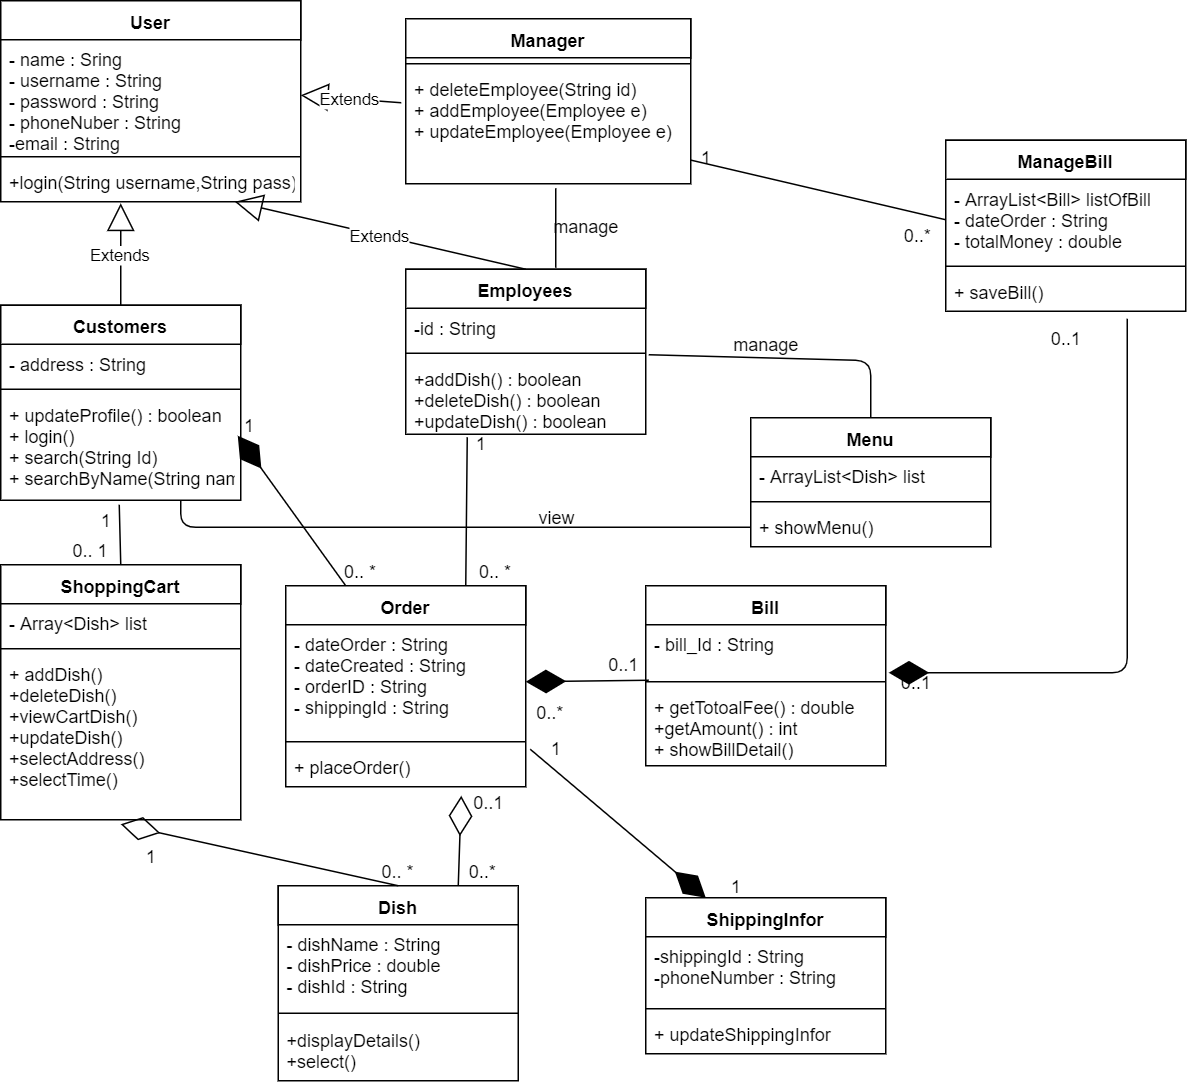 User
- name : Sring
- username : String
- password : String
- phoneNuber : String
-email : String
+login(String username,String pass)
Manager
+ deleteEmployee(String id)
+ addEmployee(Employee e)
+ updateEmployee(Employee e)
Extends
1
0..*
ManageBill
- ArrayList<Bill> listOfBill
- dateOrder : String
- totalMoney : double
+ saveBill()
0..1
Extends
Extends
manage
Customers
- address : String
+ updateProfile() : boolean
+ login()
+ search(String Id)
+ searchByName(String nam
Employees
-id : String
+addDish() : boolean
+deleteDish() : boolean
+updateDish() : boolean
manage
Menu
- ArrayList<Dish> list
+ showMenu()
view
1
1
1
0.. 1
0.. *
0.. *
ShoppingCart
- Array<Dish> list
+ addDish()
+deleteDish()
+viewCartDish()
+updateDish()
+selectAddress()
+selectTime()
Order
- dateOrder : String
- dateCreated : String
- orderID : String
- shippingId : String
+ placeOrder()
0..1
0..*
Bill
- bill_Id : String
+ getTotoalFee() : double
+getAmount() : int
+ showBillDetail()
0..1
1
0..1
1
0.. *
0..*
Dish
- dishName : String
- dishPrice : double
- dishId : String
+displayDetails()
+select()
1
ShippingInfor
-shippingId : String
-phoneNumber : String
+ updateShippingInfor